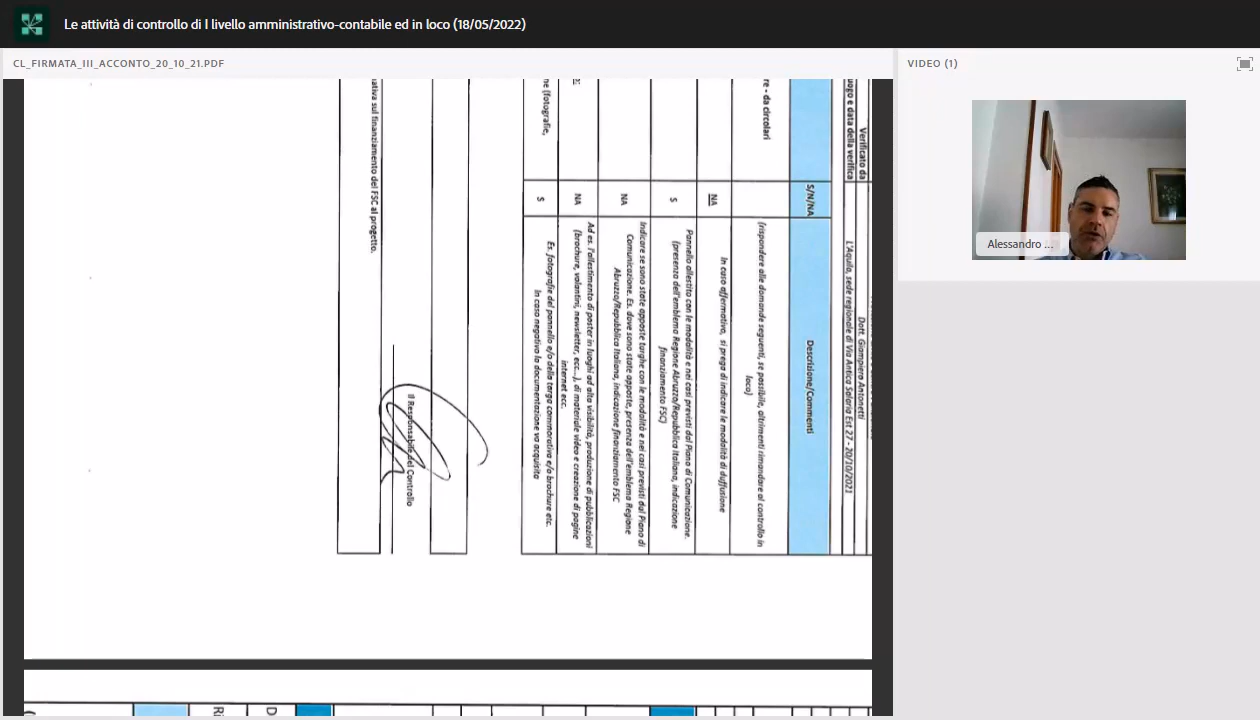 Le attività di controllo di I livello amministrativo-contabile ed in loco (18/05/2022)
CL_FIRMATA_III_ACCONTO_20_10_21.PDF
VIDEO (1)
Alessandro ...
Verificato da
Dott. Giampiero Antonetti
uogo e data della verifica
L'Aquila, sede regionale di Via Antica Salaria Est 27 - 20/10/2021
S/N/NA
Descrizione/Commenti
re - da circolari
(rispondere alle domande seguenti, se possibile, altrimenti rimandare al controllo in
loco)
NA
In caso affermativo, si prega di indicare le modalità di diffusione
S
Pannello allestito con le modalità e nei casi previsti dal Piano di Comunicazione.
(presenza dell'emblema Regione Abruzzo/Repubblica Italiana, indicazione
finanziamento FSC)
NA
Indicare se sono state apposte targhe con le modalità e nei casi previsti dal Piano di
Comunicazione. Es. dove sono state apposte, presenza dell'emblema Regione
Abruzzo/Repubblica Italiana, indicazione finanziamento FSC
NA
Ad es. l'allestimento di poster in luoghi ad alta visibilità, produzione di pubblicazioni
(brochure, volantini, newsletter, ecc...), di materiale video e creazione di pagine
internet ecc.
ne (fotografie,
S
Es. fotografie del pannello e/o della targa commorativa e/o brochure etc.
In caso negativo la documentazione va acquisita
Il Responsabile del Controllo
ativa sul finanziamento del FSC al progetto.
Ri
D